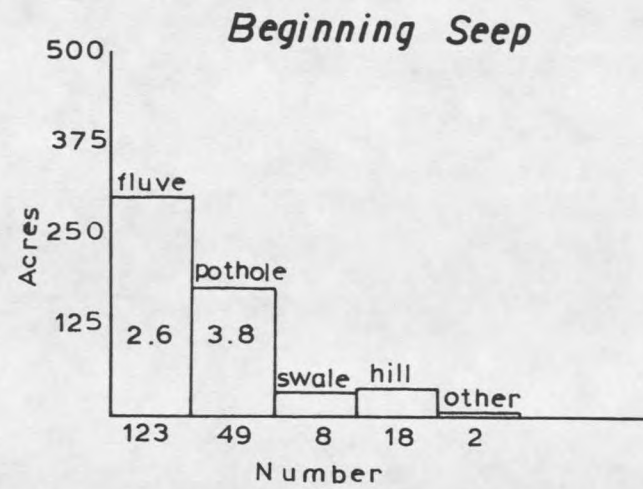 Beginning Seep
500
375
fluve
250
Acres
pothole
125
2.6 3.8
swale hill
other
123 49 8 18 2
Number